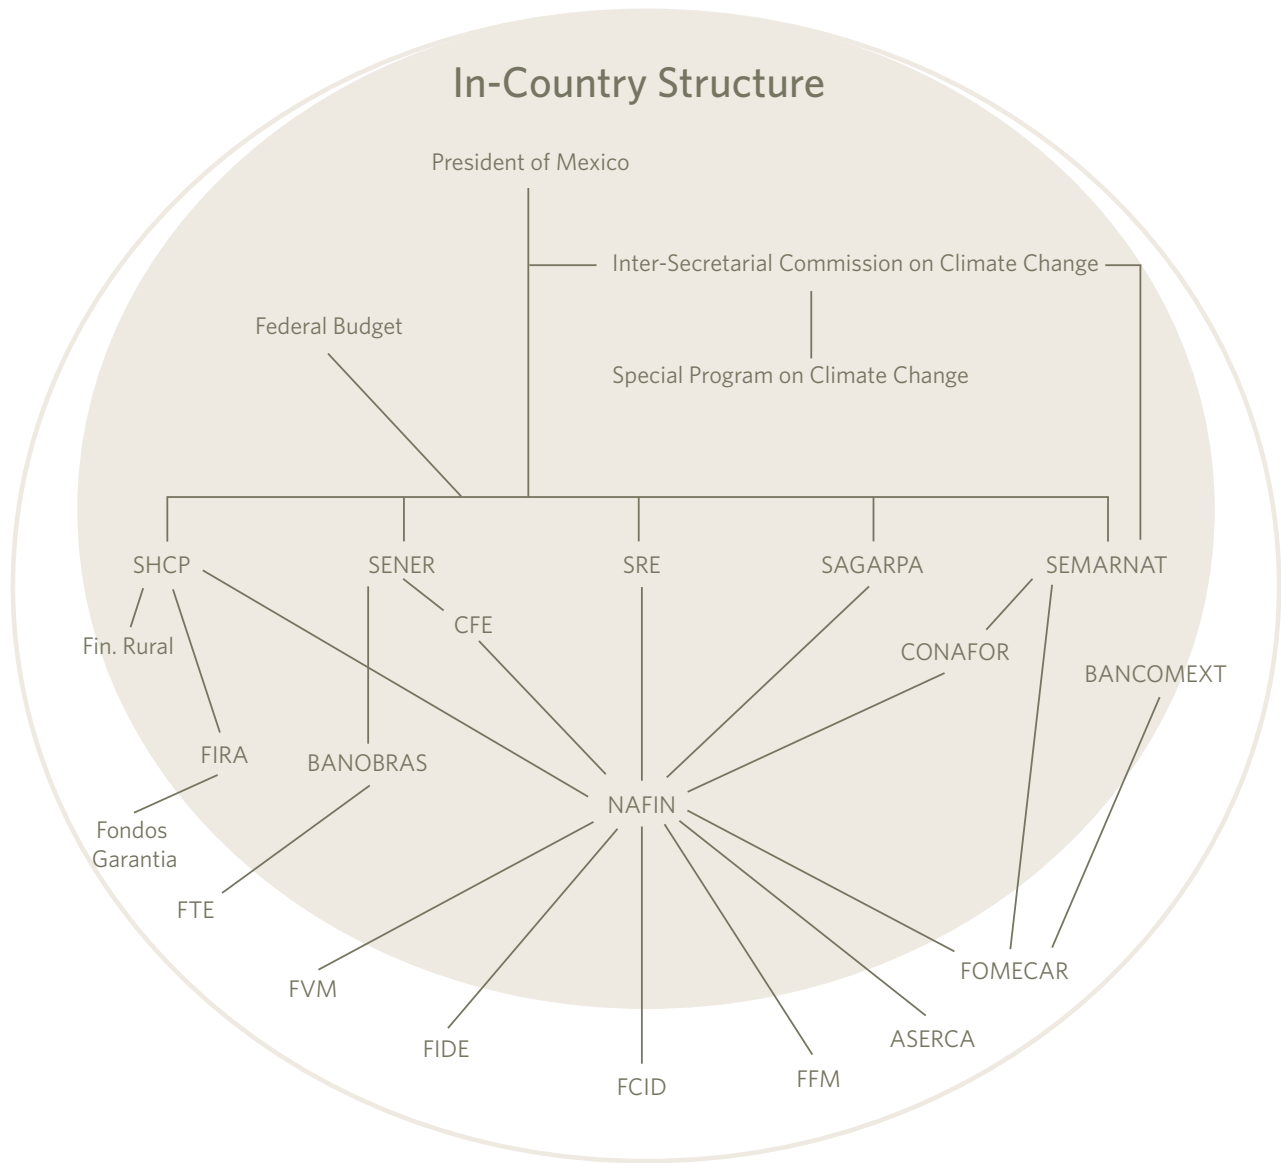 In-Country Structure
President of Mexico
Inter-Secretarial Commission on Climate Change
Federal Budget
Special Program on Climate Change
SHCP
SENER
SRE
SAGARPA
SEMARNAT
CFE
Fin. Rural
CONAFOR
BANCOMEXT
FIRA
BANOBRAS
NAFIN
Fondos
Garantia
FTE
FOMECAR
FVM
ASERCA
FIDE
FFM
FCID